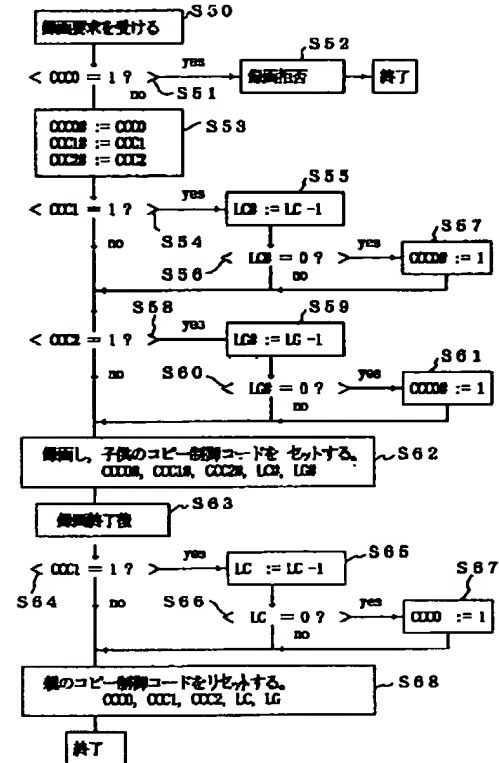 S50
録画要求を受ける
< CCC0 = 1 ? > yes
no
S51
S52
録画拒否
終了
S53
CCC0# := CCC0
CCC1# := CCC1
CCC2# := CCC2
< CCC1 = 1 ? > yes
no
S54
S55
LC# := LC -1
S56
< LC# = 0 ? > yes
no
S57
CCC0# := 1
S58
< CCC2 = 1 ? > yes
no
S59
LG# := LG -1
S60
< LG# = 0 ? > yes
no
S61
CCC0# := 1
録画し, 子供のコピー制御コードを セットする。
CCC0#, CCC1#, CCC2#, LC#, LG#
S62
録画終了後
S63
< CCC1 = 1 ? > yes
S64
no
S65
LC := LC -1
S66
< LC = 0 ? > yes
no
S67
CCC0 := 1
親のコピー制御コードをリセットする。
CCC0, CCC1, CCC2, LC, LG
S68
終了